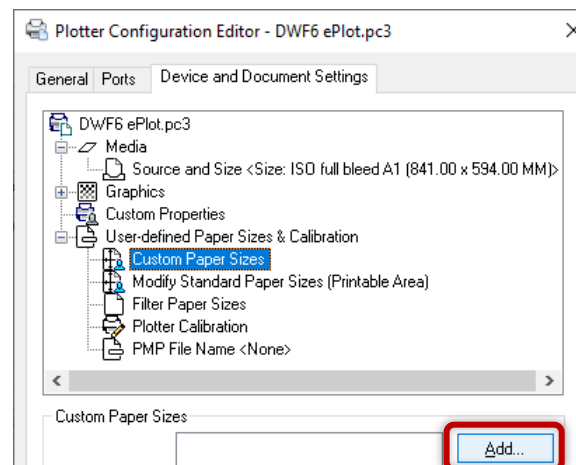 Plotter Configuration Editor - DWF6 ePlot.pc3
General Ports Device and Document Settings
DWF6 ePlot.pc3
Media
Source and Size <Size: ISO full bleed A1 (841.00 x 594.00 MM)>
Graphics
Custom Properties
User-defined Paper Sizes & Calibration
Custom Paper Sizes
Modify Standard Paper Sizes (Printable Area)
Filter Paper Sizes
Plotter Calibration
PMP File Name <None>
Custom Paper Sizes
Add...